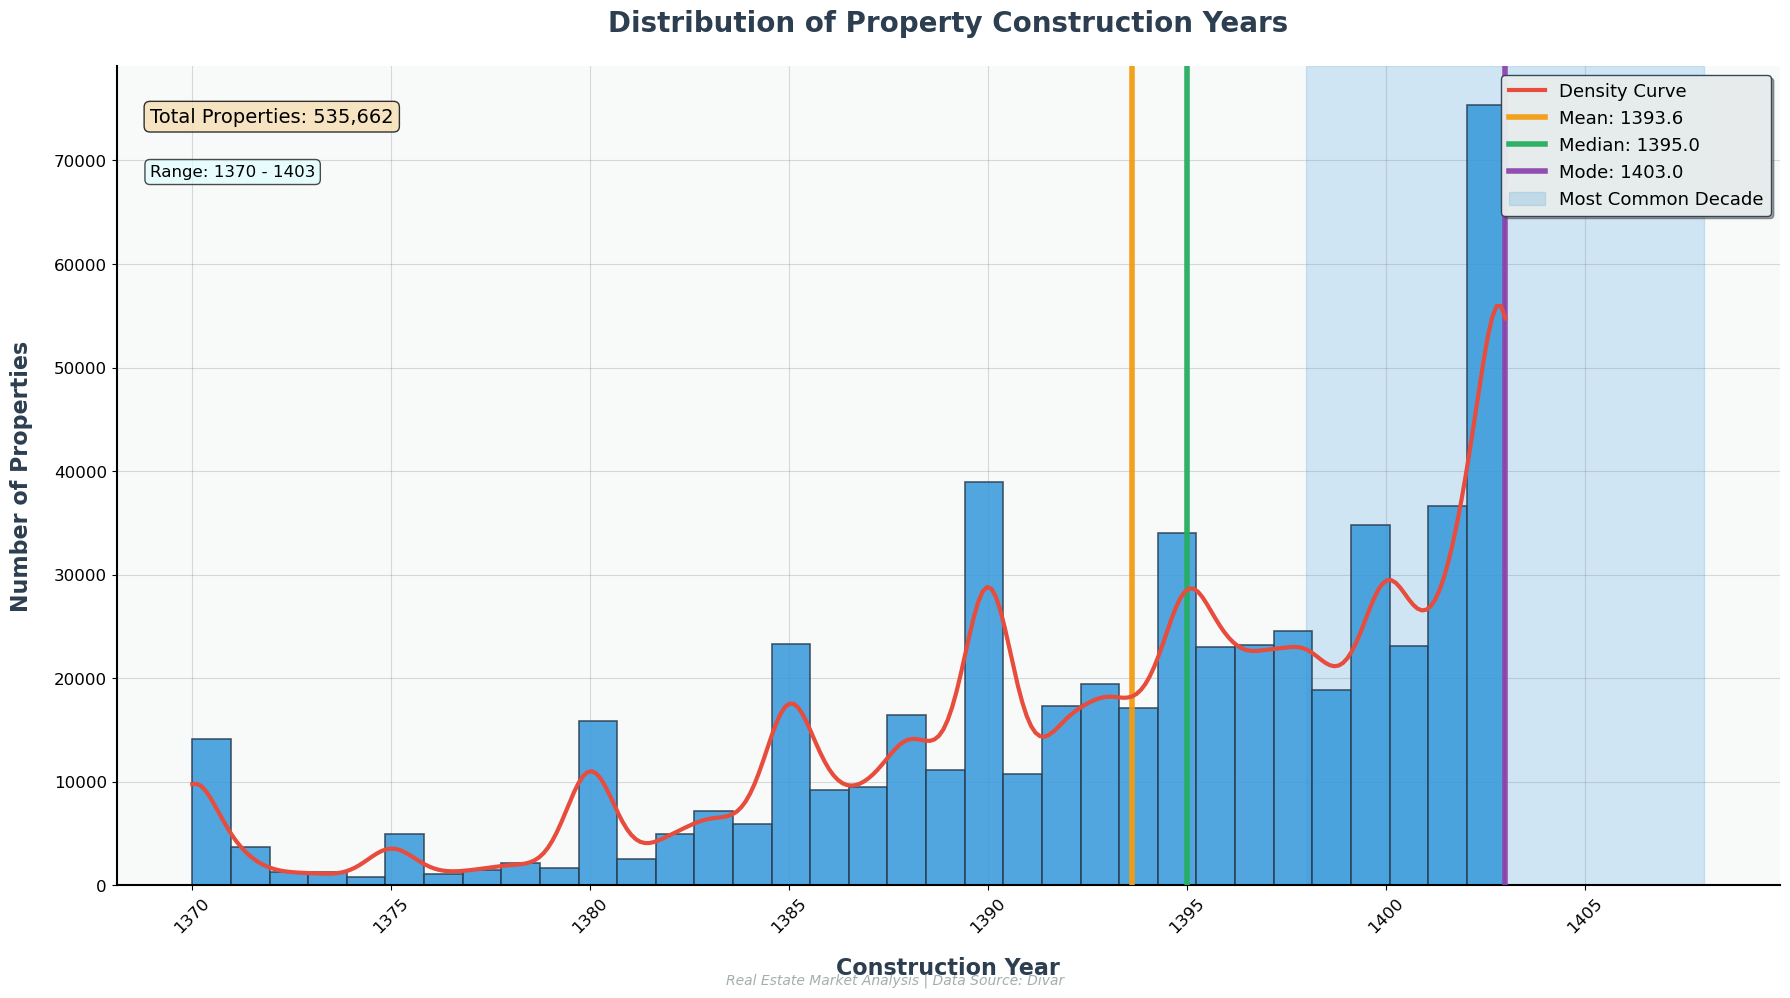 Distribution of Property Construction Years
Total Properties: 535,662
Range: 1370 - 1403
Density Curve
Mean: 1393.6
Median: 1395.0
Mode: 1403.0
Most Common Decade
Number of Properties
70000
60000
50000
40000
30000
20000
10000
0
1370
1375
1380
1385
1390
1395
1400
1405
Construction Year
Real Estate Market Analysis | Data Source: Divar